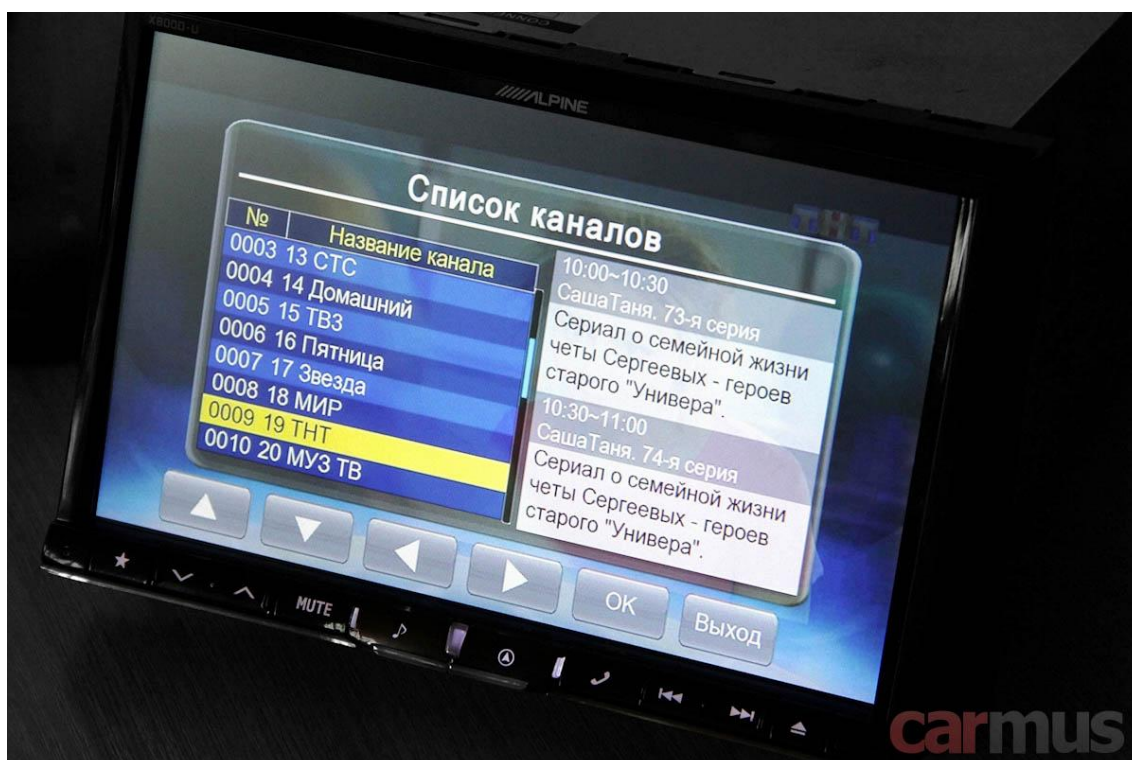 X800D-U
ALPINE
ТНТ
Список каналов
№ Название канала
0003 13 СТС
0004 14 Домашний
0005 15 ТВ3
0006 16 Пятница
0007 17 Звезда
0008 18 МИР
0009 19 ТНТ
0010 20 МУЗ ТВ
10:00~10:30
СашаТаня. 73-я серия
Сериал о семейной жизни
четы Сергеевых - героев
старого "Универа".
10:30~11:00
СашаТаня. 74-я серия
Сериал о семейной жизни
четы Сергеевых - героев
старого "Универа".
OK
Выход
MUTE
carmus